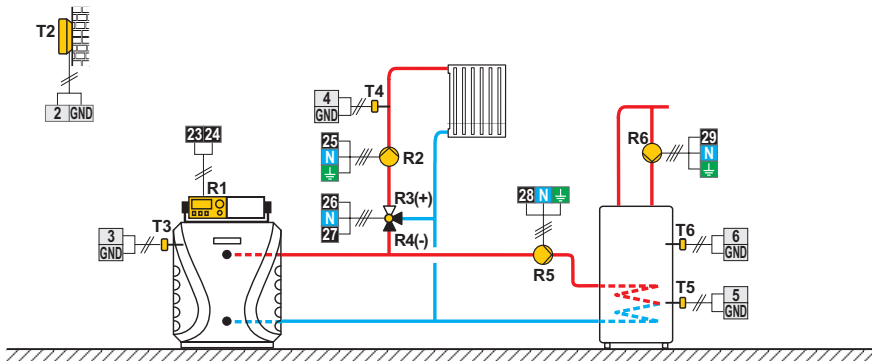 T2
2 GND
23 24
R1
3
GND
T3
4
GND
T4
25
N
R2
26
N
27
R3(+)
R4(-)
28 N
R5
R6
29
N
T6
6
GND
T5
5
GND